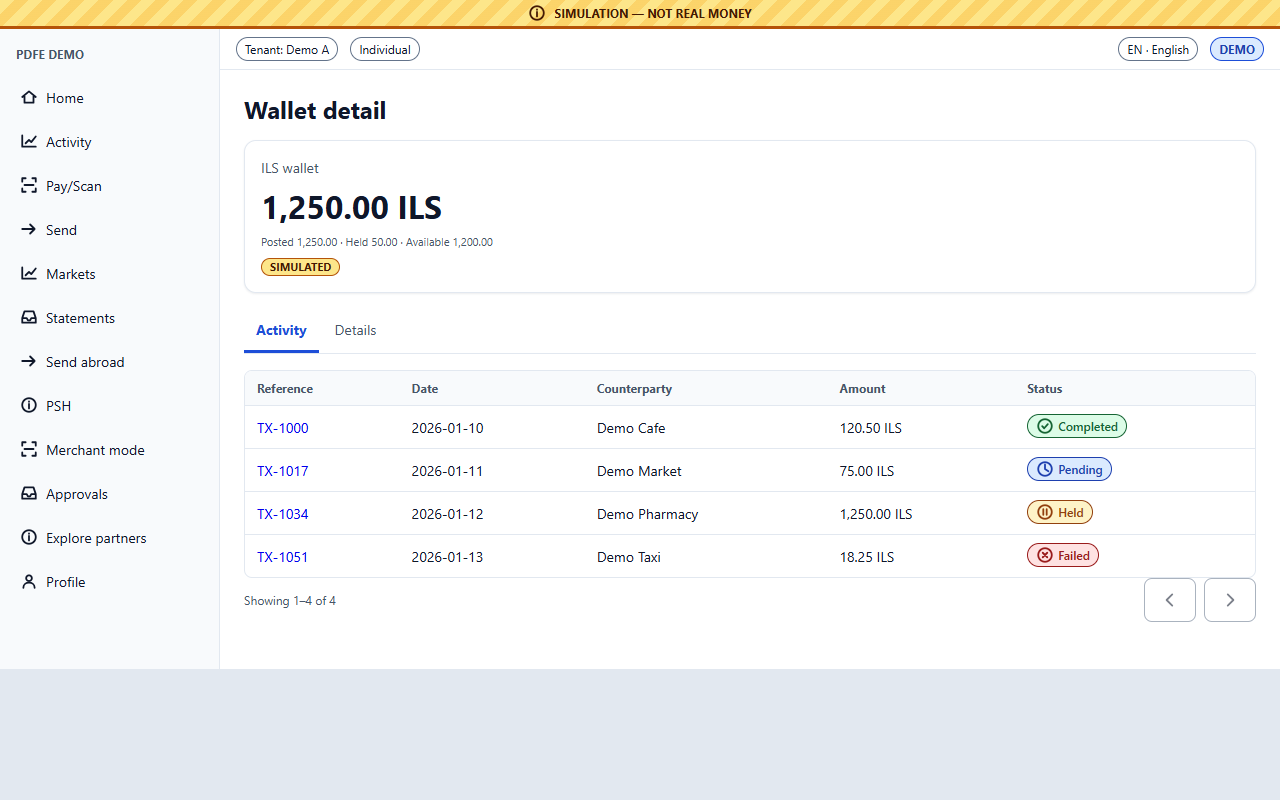 SIMULATION — NOT REAL MONEY
PDFE DEMO
Tenant: Demo A
Individual
EN · English
DEMO
Home
Activity
Pay/Scan
Send
Markets
Statements
Send abroad
PSH
Merchant mode
Approvals
Explore partners
Profile
Wallet detail
ILS wallet
1,250.00 ILS
Posted 1,250.00 · Held 50.00 · Available 1,200.00
SIMULATED
Activity Details
Reference Date Counterparty Amount Status
TX-1000 2026-01-10 Demo Cafe 120.50 ILS Completed
TX-1017 2026-01-11 Demo Market 75.00 ILS Pending
TX-1034 2026-01-12 Demo Pharmacy 1,250.00 ILS Held
TX-1051 2026-01-13 Demo Taxi 18.25 ILS Failed
Showing 1–4 of 4